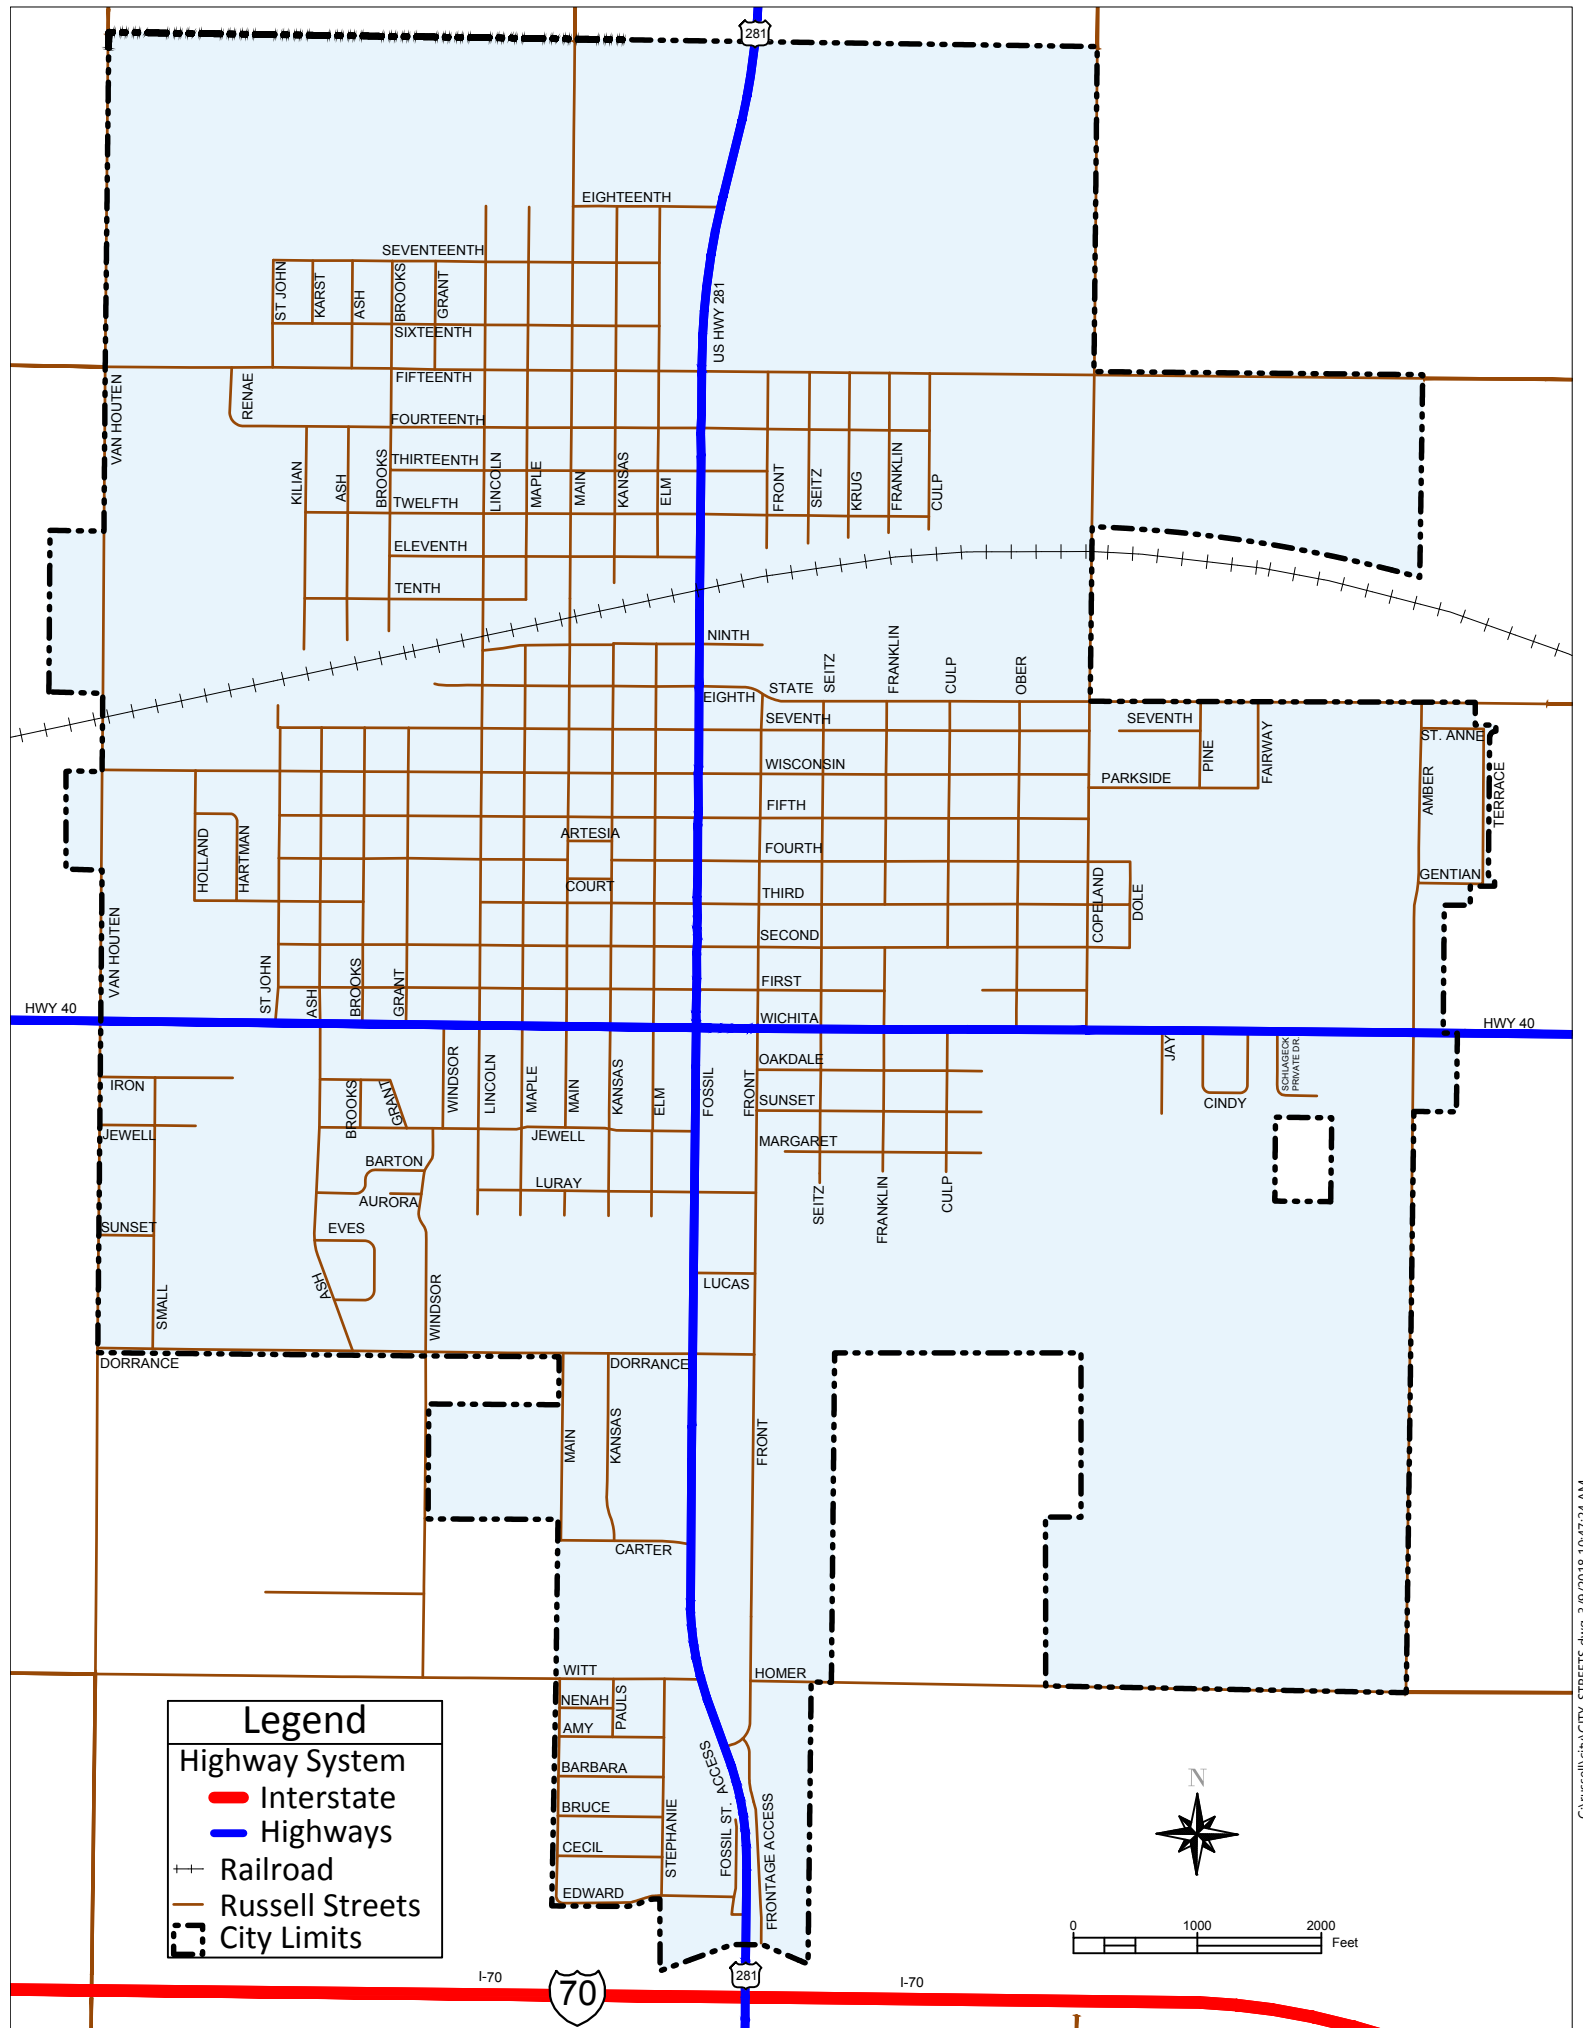 281
EIGHTEENTH
SEVENTEENTH
ST JOHN
KARST
ASH
BROOKS
GRANT
US HWY 281
SIXTEENTH
VAN HOUTEN
RENAE
FIFTEENTH
FOURTEENTH
KILIAN
ASH
BROOKS
THIRTEENTH
LINCOLN
MAPLE
MAIN
KANSAS
ELM
FRONT
SEITZ
KRUG
FRANKLIN
CULP
TWELFTH
ELEVENTH
TENTH
NINTH
SEITZ
FRANKLIN
CULP
OBER
EIGHTH
STATE
SEVENTH
SEVENTH
PINE
FAIRWAY
ST. ANNE
AMBER
TERRACE
WISCONSIN
PARKSIDE
FIFTH
ARTESIA
HOLLAND
HARTMAN
FOURTH
COURT
GENTIAN
THIRD
COPELAND
DOLE
VAN HOUTEN
SECOND
ST JOHN
ASH
BROOKS
GRANT
FIRST
HWY 40
WICHITA
HWY 40
IRON
BROOKS
GRANT
WINDSOR
LINCOLN
MAPLE
MAIN
KANSAS
ELM
FOSSIL
FRONT
OAKDALE
JAY
SCHLAGECK
PRIVATE DR.
SUNSET
CINDY
JEWELL
JEWELL
MARGARET
BARTON
LURAY
AURORA
SEITZ
FRANKLIN
CULP
SUNSET
EVES
ASH
SMALL
WINDSOR
LUCAS
DORRANCE
DORRANCE
MAIN
KANSAS
FRONT
CARTER
WITT
HOMER
NENAH
PAULS
AMY
BARBARA
BRUCE
CECIL
EDWARD
STEPHANIE
FOSSIL ST. ACCESS
FRONTAGE ACCESS
Legend
Highway System
Interstate
Highways
Railroad
Russell Streets
City Limits
N
0 1000 2000
Feet
I-70
70
281
I-70